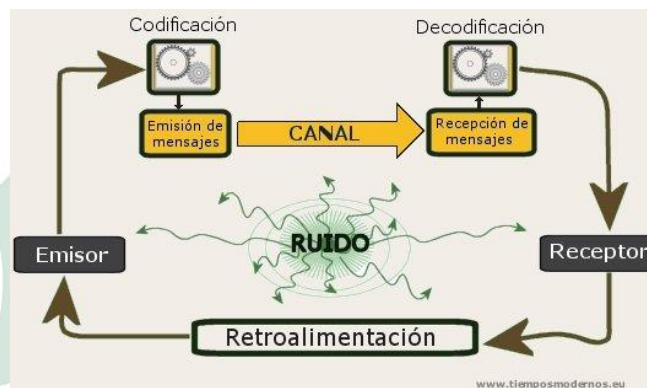 Codificación
Decodificación
Emisión de
mensajes
CANAL
Recepción de
mensajes
RUIDO
Emisor
Receptor
Retroalimentación
www.tiemposmodernos.eu